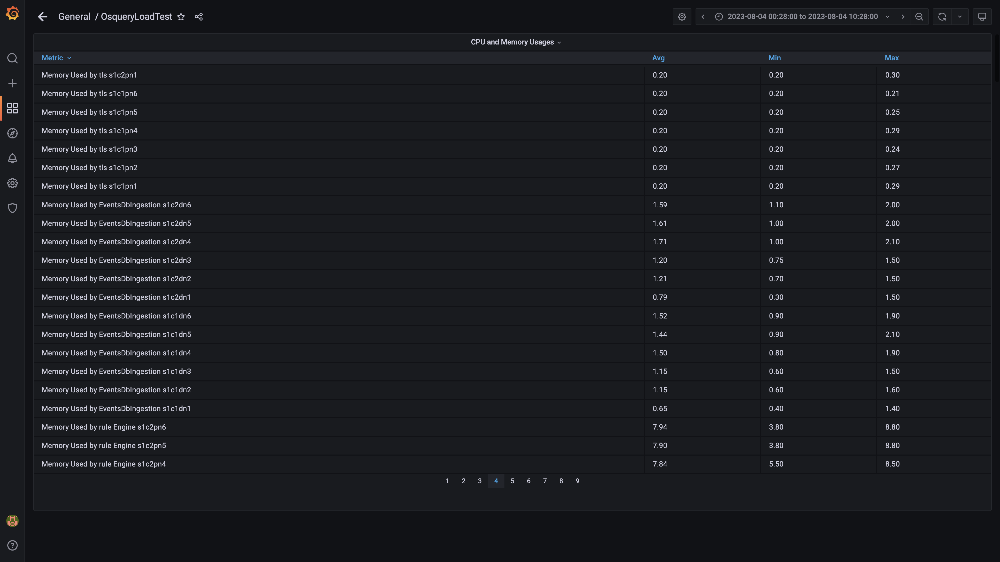 General / OsqueryLoadTest
2023-08-04 00:28:00 to 2023-08-04 10:28:00
CPU and Memory Usages
Metric Avg Min Max
Memory Used by tls s1c2pn1 0.20 0.20 0.30
Memory Used by tls s1c1pn6 0.20 0.20 0.21
Memory Used by tls s1c1pn5 0.20 0.20 0.25
Memory Used by tls s1c1pn4 0.20 0.20 0.29
Memory Used by tls s1c1pn3 0.20 0.20 0.24
Memory Used by tls s1c1pn2 0.20 0.20 0.27
Memory Used by tls s1c1pn1 0.20 0.20 0.29
Memory Used by EventsDbIngestion s1c2dn6 1.59 1.10 2.00
Memory Used by EventsDbIngestion s1c2dn5 1.61 1.00 2.00
Memory Used by EventsDbIngestion s1c2dn4 1.71 1.00 2.10
Memory Used by EventsDbIngestion s1c2dn3 1.20 0.75 1.50
Memory Used by EventsDbIngestion s1c2dn2 1.21 0.70 1.50
Memory Used by EventsDbIngestion s1c2dn1 0.79 0.30 1.50
Memory Used by EventsDbIngestion s1c1dn6 1.52 0.90 1.90
Memory Used by EventsDbIngestion s1c1dn5 1.44 0.90 2.10
Memory Used by EventsDbIngestion s1c1dn4 1.50 0.80 1.90
Memory Used by EventsDbIngestion s1c1dn3 1.15 0.60 1.50
Memory Used by EventsDbIngestion s1c1dn2 1.15 0.60 1.60
Memory Used by EventsDbIngestion s1c1dn1 0.65 0.40 1.40
Memory Used by rule Engine s1c2pn6 7.94 3.80 8.80
Memory Used by rule Engine s1c2pn5 7.90 3.80 8.80
Memory Used by rule Engine s1c2pn4 7.84 5.50 8.50
1 2 3 4 5 6 7 8 9